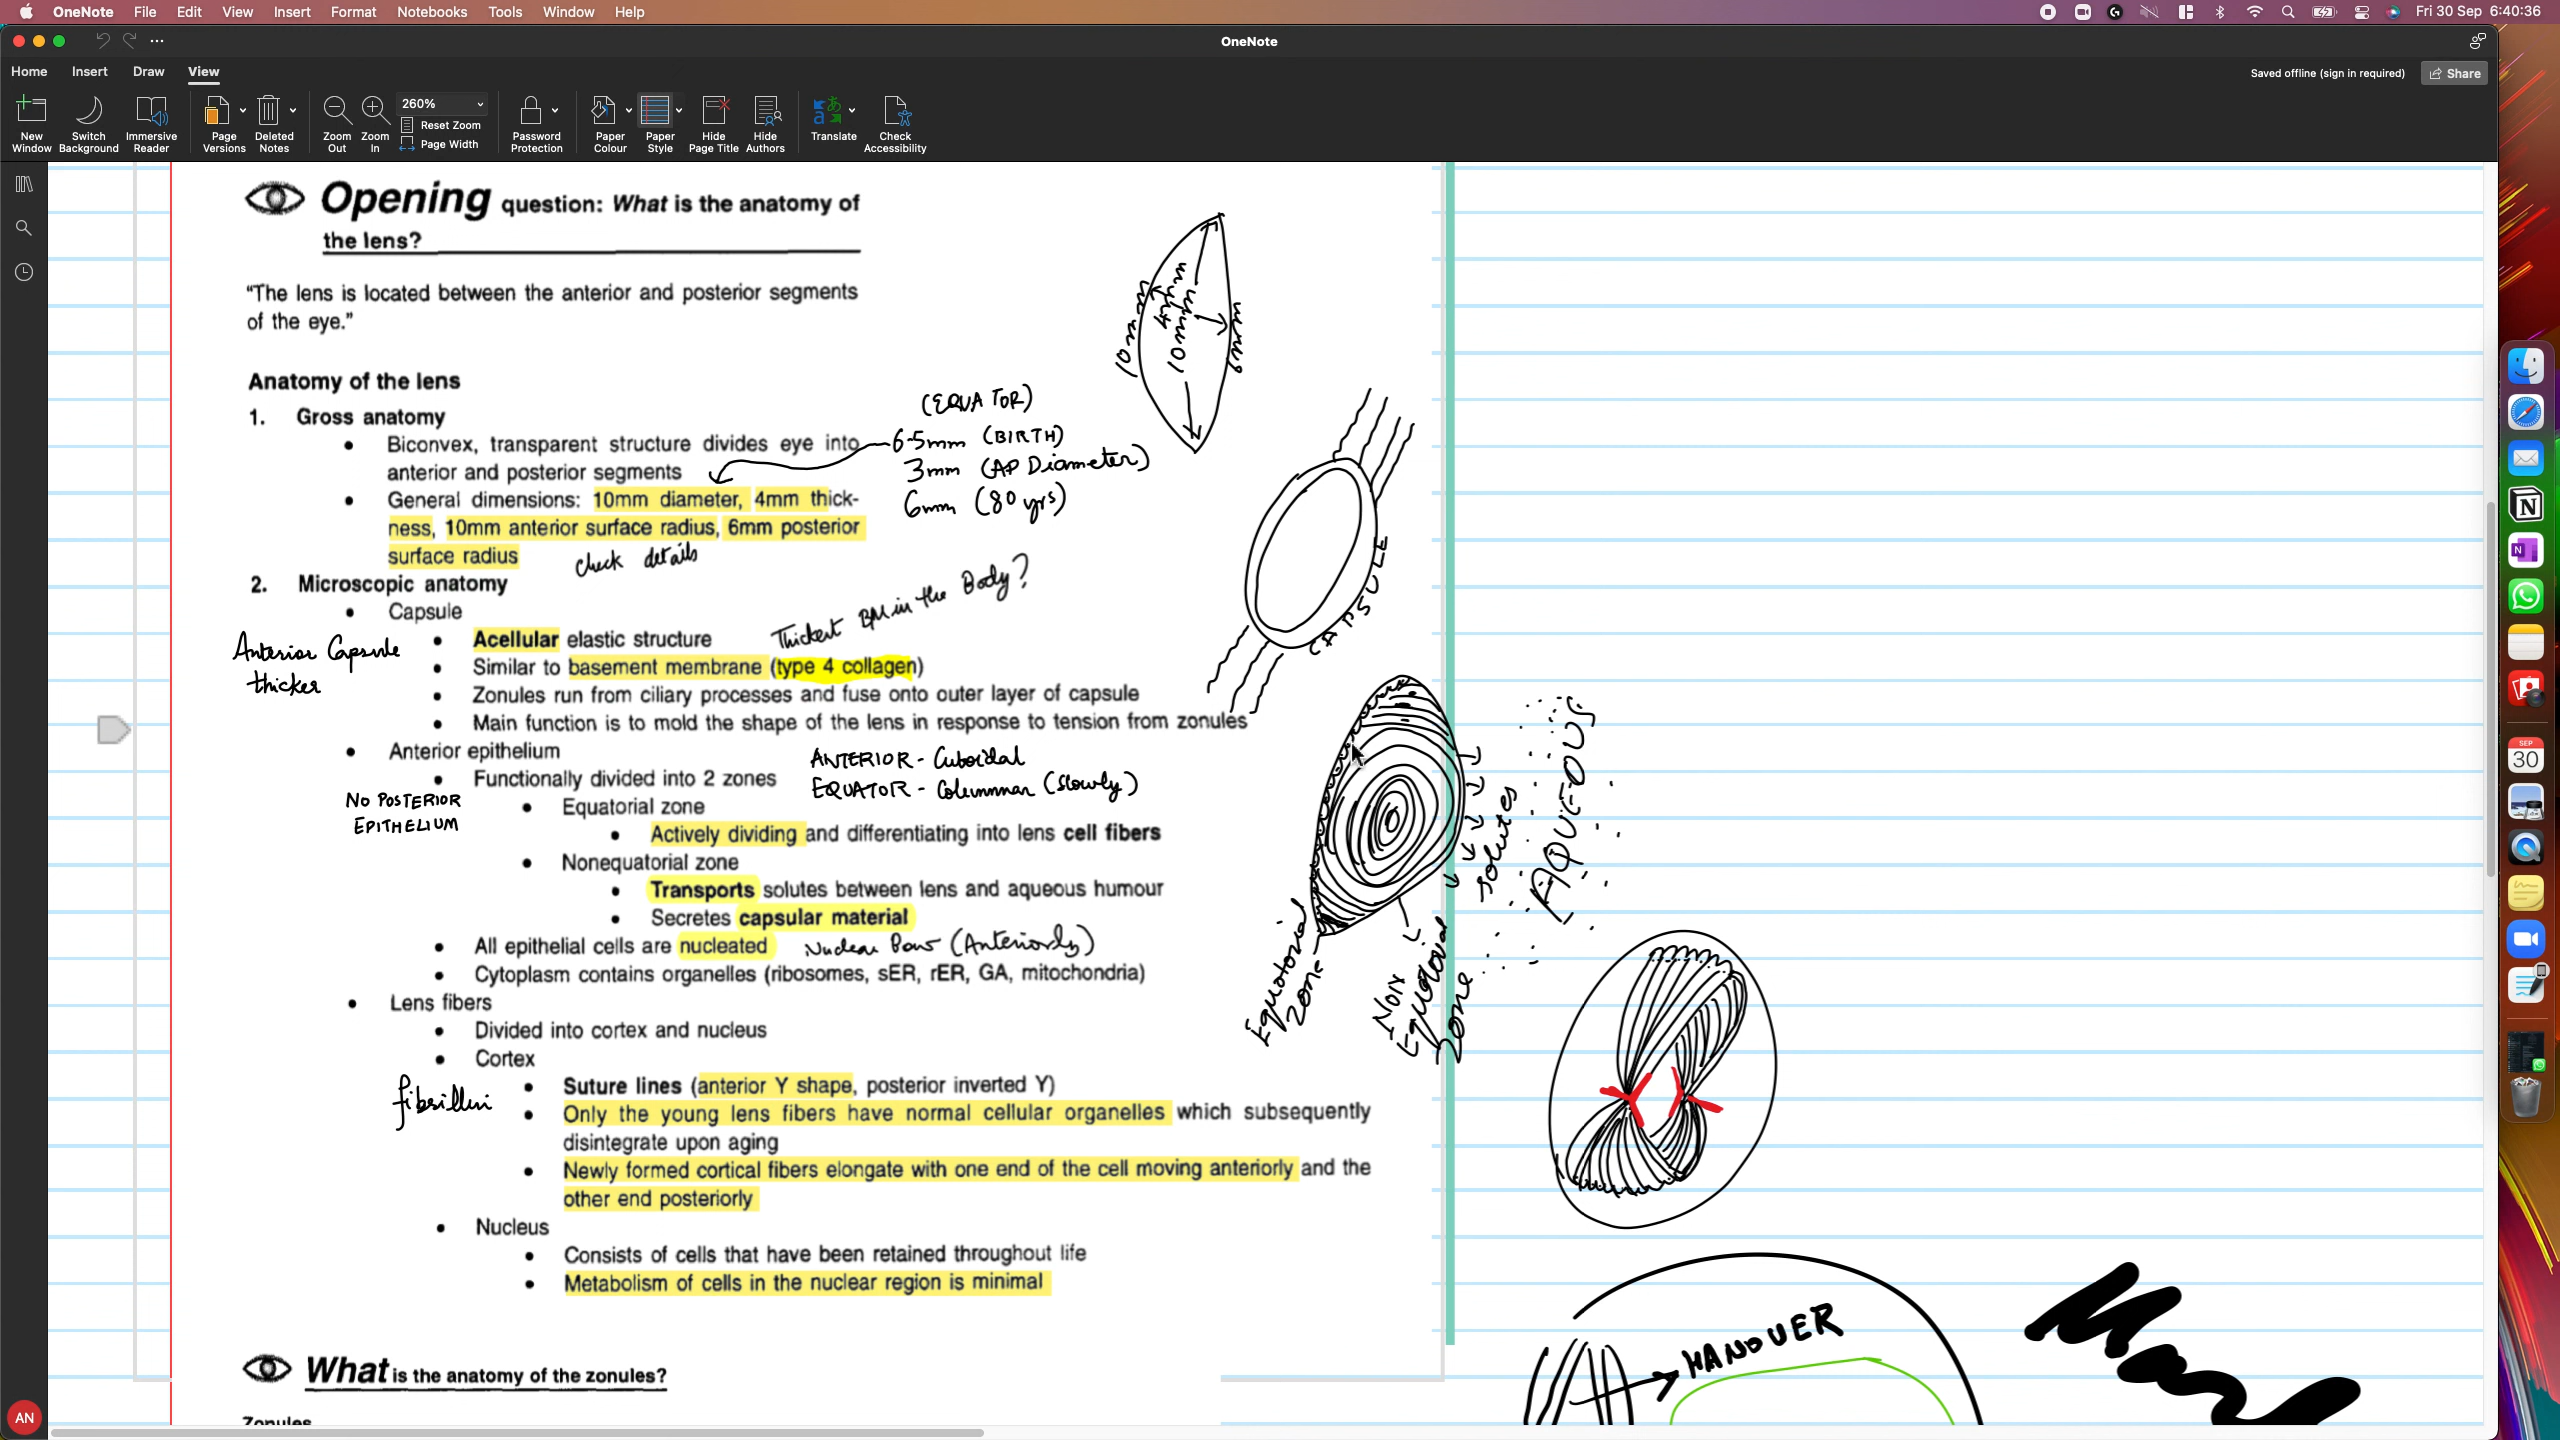 OneNote File Edit View Insert Format Notebooks Tools Window Help
Fri 30 Sep 6:40:36
OneNote
Home Insert Draw View
Saved offline (sign in required) Share
New Window
Switch Background
Immersive Reader
Page Versions
Deleted Notes
Zoom Out
Zoom In
260%
Reset Zoom
Page Width
Password Protection
Paper Colour
Paper Style
Hide Page Title
Hide Authors
Translate
Check Accessibility
Opening question: What is the anatomy of
the lens?
"The lens is located between the anterior and posterior segments
of the eye."
10mm
4mm
10mm
6mm
Anatomy of the lens
1. Gross anatomy
• Biconvex, transparent structure divides eye into
anterior and posterior segments
• General dimensions: 10mm diameter, 4mm thick-
ness, 10mm anterior surface radius, 6mm posterior
surface radius
check details
(EQUATOR)
6.5mm (BIRTH)
3mm (AP Diameter)
6mm (80 yrs)
CAPSULE
2. Microscopic anatomy
• Capsule
• Acellular elastic structure
Thickest BM in the Body?
Anterior Capsule
thicker
• Similar to basement membrane (type 4 collagen)
• Zonules run from ciliary processes and fuse onto outer layer of capsule
• Main function is to mold the shape of the lens in response to tension from zonules
• Anterior epithelium
ANTERIOR - Cuboidal
EQUATOR - Columnar (slowly)
• Functionally divided into 2 zones
NO POSTERIOR
EPITHELIUM
• Equatorial zone
• Actively dividing and differentiating into lens cell fibers
• Nonequatorial zone
• Transports solutes between lens and aqueous humour
• Secretes capsular material
• All epithelial cells are nucleated
Nuclear Bow (Anteriorly)
• Cytoplasm contains organelles (ribosomes, sER, rER, GA, mitochondria)
solutes
AQUEOUS
Equatorial
zone
Non
Equatorial
zone
• Lens fibers
• Divided into cortex and nucleus
• Cortex
• Suture lines (anterior Y shape, posterior inverted Y)
fibrillin
• Only the young lens fibers have normal cellular organelles which subsequently
disintegrate upon aging
• Newly formed cortical fibers elongate with one end of the cell moving anteriorly and the
other end posteriorly
• Nucleus
• Consists of cells that have been retained throughout life
• Metabolism of cells in the nuclear region is minimal
HANOVER
What is the anatomy of the zonules?
Zonules
AN
SEP
30